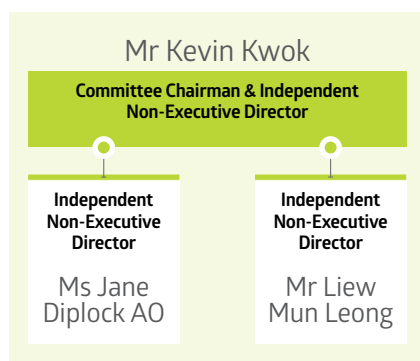 Mr Kevin Kwok
Committee Chairman & Independent
Non-Executive Director
Independent
Non-Executive
Director
Ms Jane
Diplock AO
Independent
Non-Executive
Director
Mr Liew
Mun Leong